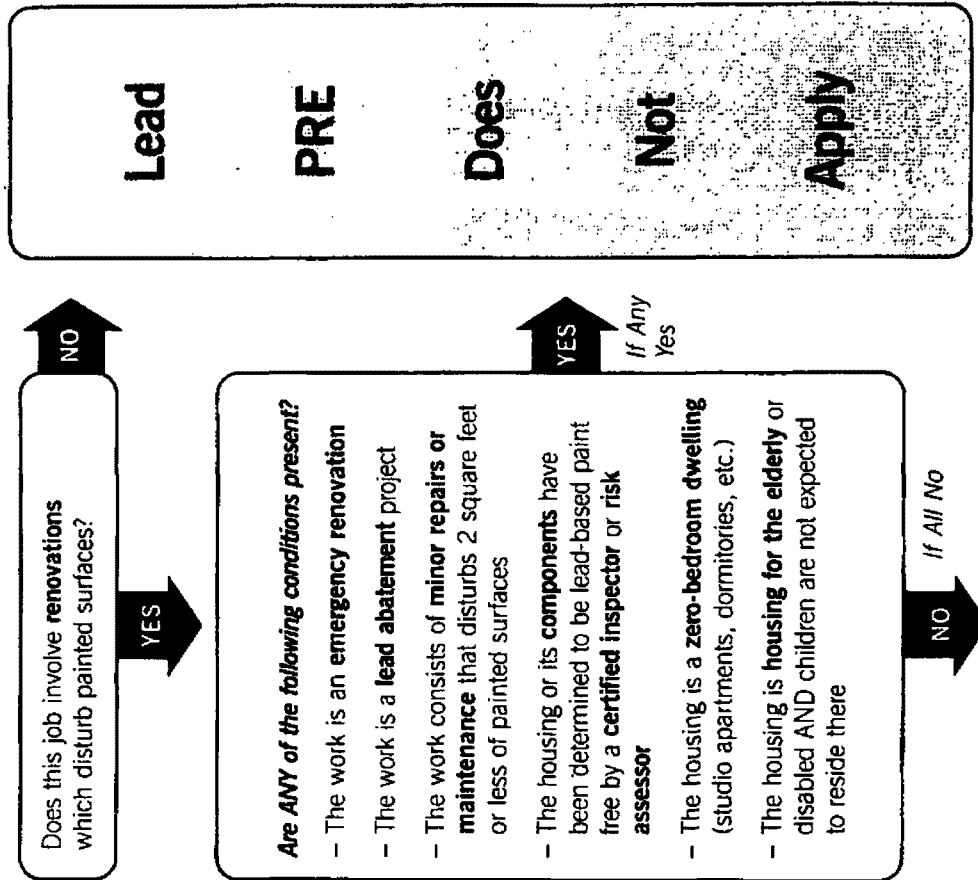 Does this job involve renovations
which disturb painted surfaces?
NO
YES
Are ANY of the following conditions present?
– The work is an emergency renovation
– The work is a lead abatement project
– The work consists of minor repairs or
maintenance that disturbs 2 square feet
or less of painted surfaces
– The housing or its components have
been determined to be lead-based paint
free by a certified inspector or risk
assessor
– The housing is a zero-bedroom dwelling
(studio apartments, dormitories, etc.)
– The housing is housing for the elderly or
disabled AND children are not expected
to reside there
YES
If Any
Yes
NO
If All No
Lead
PRE
Does
Not
Apply